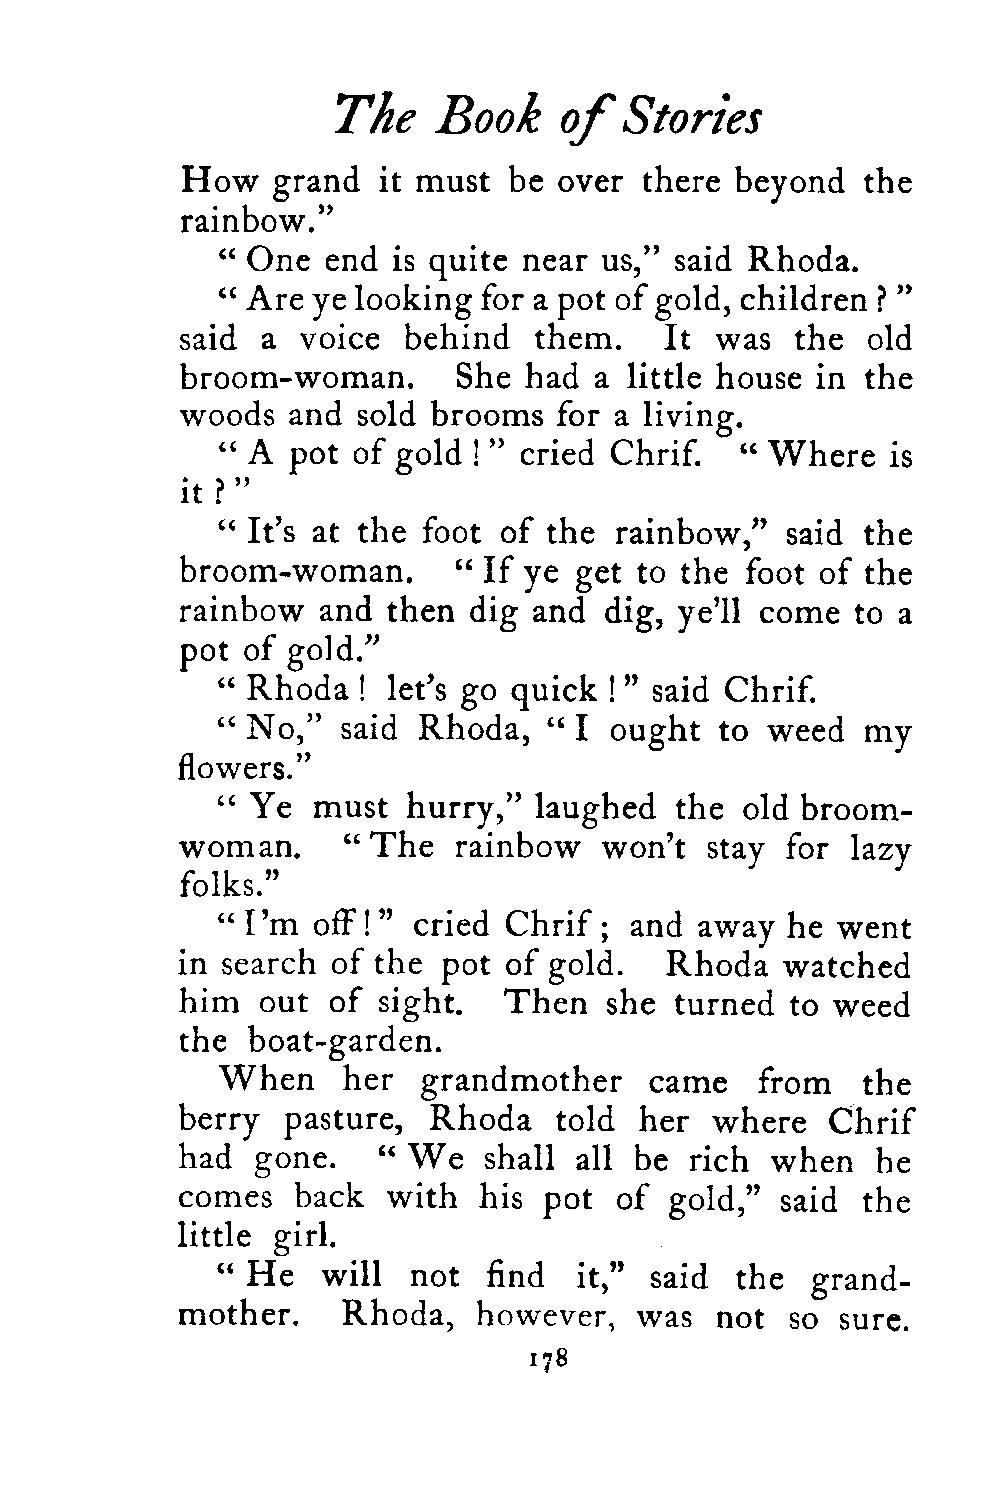 The Book of Stories
How grand it must be over there beyond the
rainbow."
" One end is quite near us," said Rhoda.
" Are ye looking for a pot of gold, children ? "
said a voice behind them. It was the old
broom-woman. She had a little house in the
woods and sold brooms for a living.
" A pot of gold ! " cried Chrif. " Where is
it ? "
" It's at the foot of the rainbow," said the
broom-woman. " If ye get to the foot of the
rainbow and then dig and dig, ye'll come to a
pot of gold."
" Rhoda ! let's go quick ! " said Chrif.
" No," said Rhoda, " I ought to weed my
flowers."
" Ye must hurry," laughed the old broom-
woman. " The rainbow won't stay for lazy
folks."
" I'm off ! " cried Chrif ; and away he went
in search of the pot of gold. Rhoda watched
him out of sight. Then she turned to weed
the boat-garden.
When her grandmother came from the
berry pasture, Rhoda told her where Chrif
had gone. " We shall all be rich when he
comes back with his pot of gold," said the
little girl.
" He will not find it," said the grand-
mother. Rhoda, however, was not so sure.
178